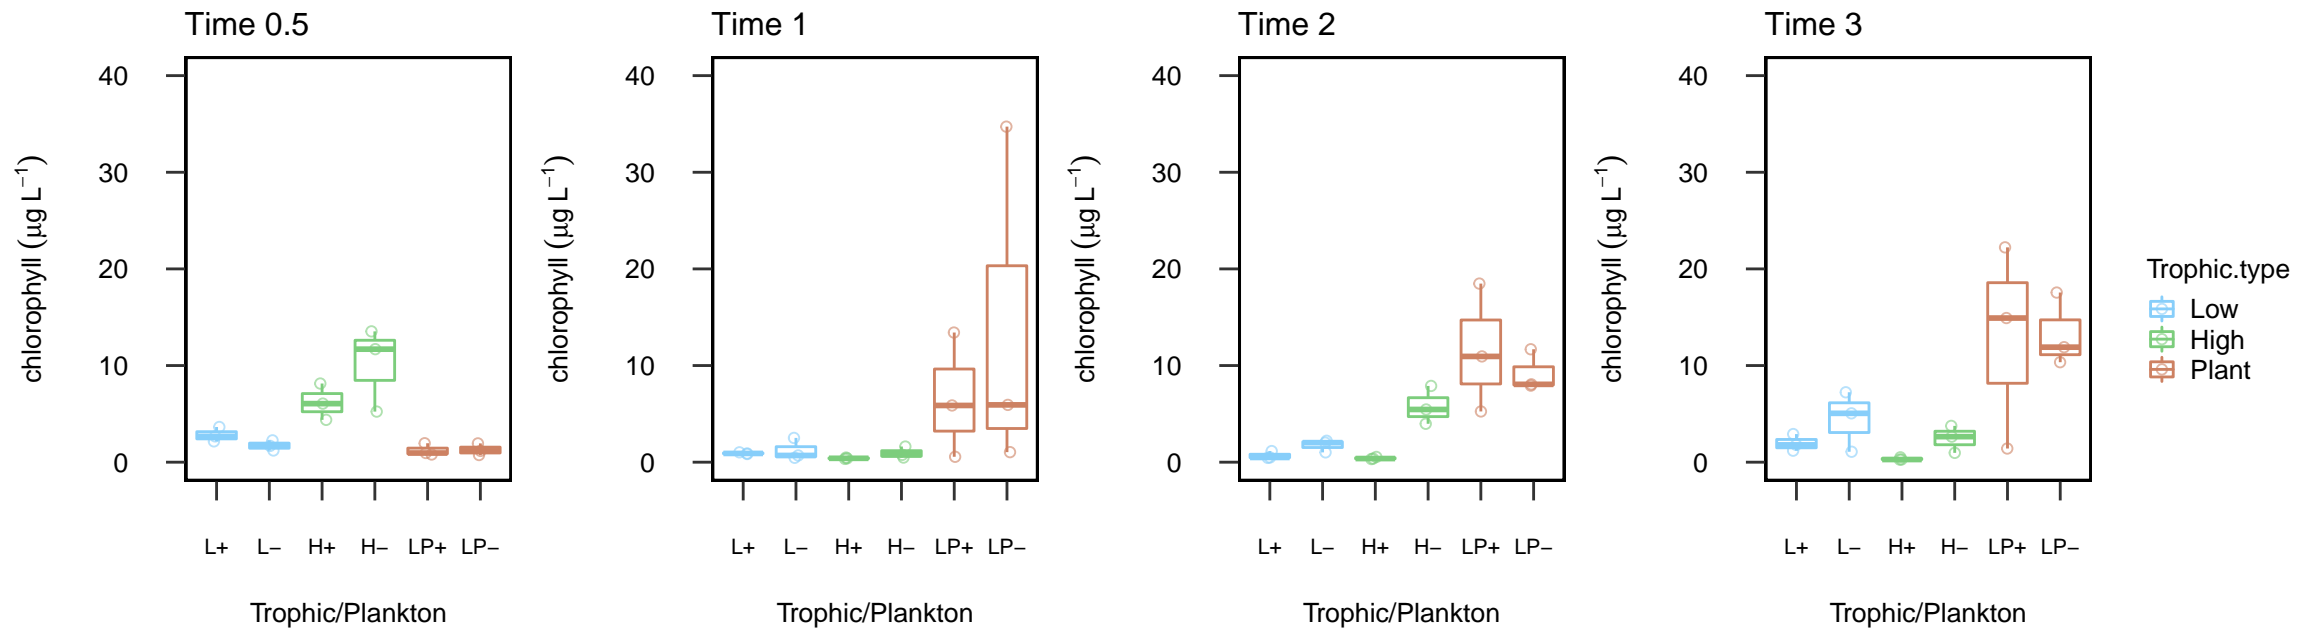 Time 0.5
40
30
20
10
0
chlorophyll (µg L⁻¹)
L+ L− H+ H− LP+ LP−
Trophic/Plankton
Time 1
40
30
20
10
0
chlorophyll (µg L⁻¹)
L+ L− H+ H− LP+ LP−
Trophic/Plankton
Time 2
40
30
20
10
0
chlorophyll (µg L⁻¹)
L+ L− H+ H− LP+ LP−
Trophic/Plankton
Time 3
40
30
20
10
0
chlorophyll (µg L⁻¹)
L+ L− H+ H− LP+ LP−
Trophic/Plankton
Trophic.type
Low
High
Plant